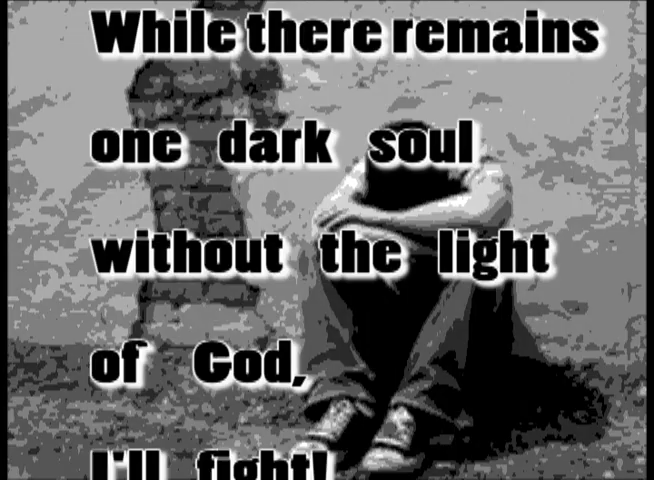 While there remains
one dark soul
without the light
of God,
I'll fight!